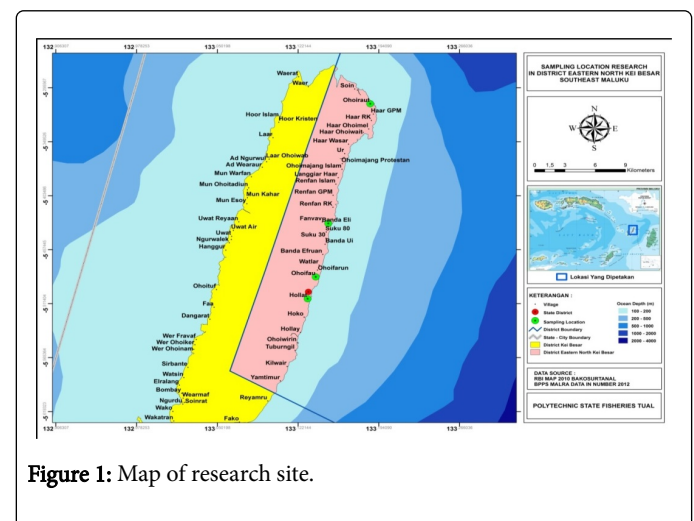 SAMPLING LOCATION RESEARCH
IN DISTRICT EASTERN NORTH KEI BESAR
SOUTHEAST MALUKU
N
W E
S
0 1.5 3 6 9
Kilometers
Lokasi Yang Dipetakan
KETERANGAN :
Village
State District
Sampling Location
District Boundary
State - City Boundary
District Kei Besar
District Eastern North Kei Besar
Ocean Depth (m)
100 - 200
200 - 500
500 - 1000
1000 - 2000
2000 - 4000
DATA SOURCE :
RBI MAP 2010 BAKOSURTANAL
BPPS MALRA DATA IN NUMBER 2012
POLYTECHNIC STATE FISHERIES TUAL
Waerat
Waer
Soin
Ohoiraut
Haar GPM
Hoor Islam
Hoor Kristen
Haar RK
Haar Ohoimel
Haar Ohoiwait
Laar
Haar Wasar
Ur
Laar Ohoiwab
Ad Ngurwul
Ad Wearaur
Ohoimajang Protestan
Ohoimajang Islam
Mun Warfan
Langgiar Haar
Renfan Islam
Mun Ohoitadiun
Mun Kahar
Renfan GPM
Mun Esoy
Renfan RK
Uwat Reyaan
Fanvav
Banda Eli
Uwat Air
Suku 80
Uwat
Suku 30
Ngurwalek
Banda Ui
Hanggur
Banda Efruan
Watlar
Ohoifarun
Ohoifau
Ohoituf
Hollat
Faa
Hoko
Dangarat
Hollay
Wer Fravaf
Ohoiwirin
Wer Ohoiker
Tuburngil
Wer Ohoinam
Sirbante
Kilwair
Watsin
Yamtimur
Elralang
Bombay
Wearmaf
Reyamru
Ngurdu
Soinrat
Wako
Wakatran
Fako
Figure 1: Map of research site.